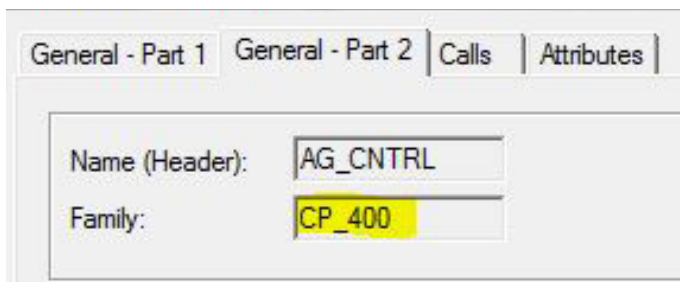 General - Part 1 General - Part 2 Calls Attributes
Name (Header): AG_CNTRL
Family: CP_400